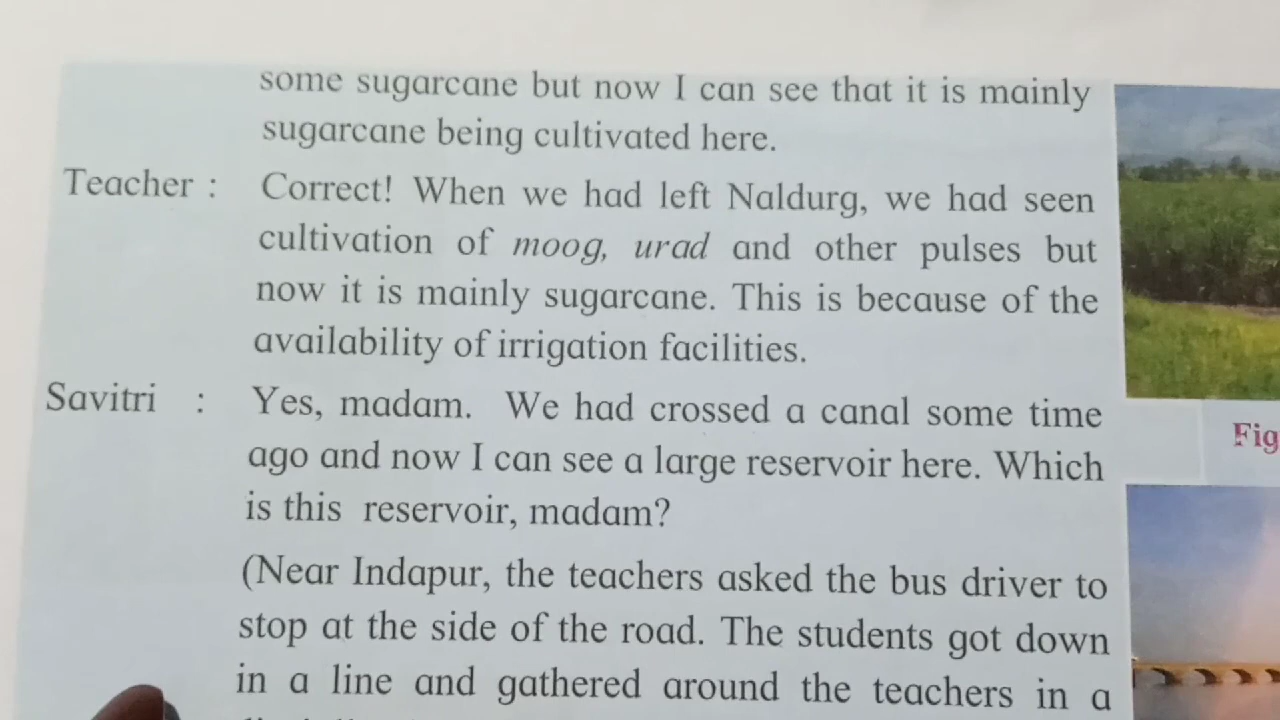 some sugarcane but now I can see that it is mainly
sugarcane being cultivated here.
Teacher : Correct! When we had left Naldurg, we had seen
cultivation of moog, urad and other pulses but
now it is mainly sugarcane. This is because of the
availability of irrigation facilities.
Savitri : Yes, madam. We had crossed a canal some time
ago and now I can see a large reservoir here. Which
is this reservoir, madam?
Fig
(Near Indapur, the teachers asked the bus driver to
stop at the side of the road. The students got down
in a line and gathered around the teachers in a